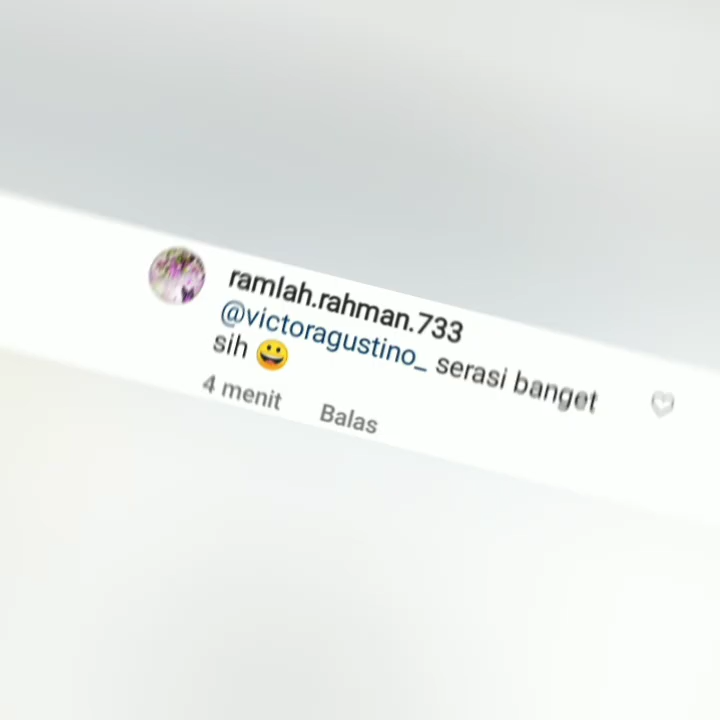 ramlah.rahman.733
@victoragustino_ serasi banget
sih 😀
4 menit Balas